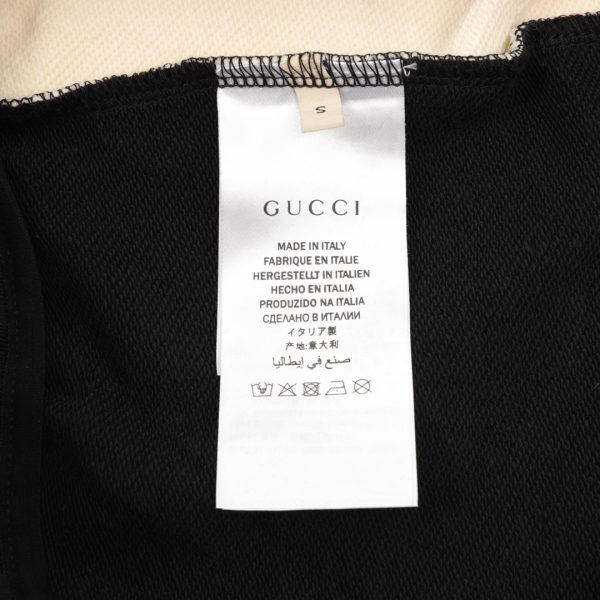 S
GUCCI
MADE IN ITALY
FABRIQUE EN ITALIE
HERGESTELLT IN ITALIEN
HECHO EN ITALIA
PRODUZIDO NA ITALIA
СДЕЛАНО В ИТАЛИИ
イタリア製
产地:意大利
صنع في إيطاليا